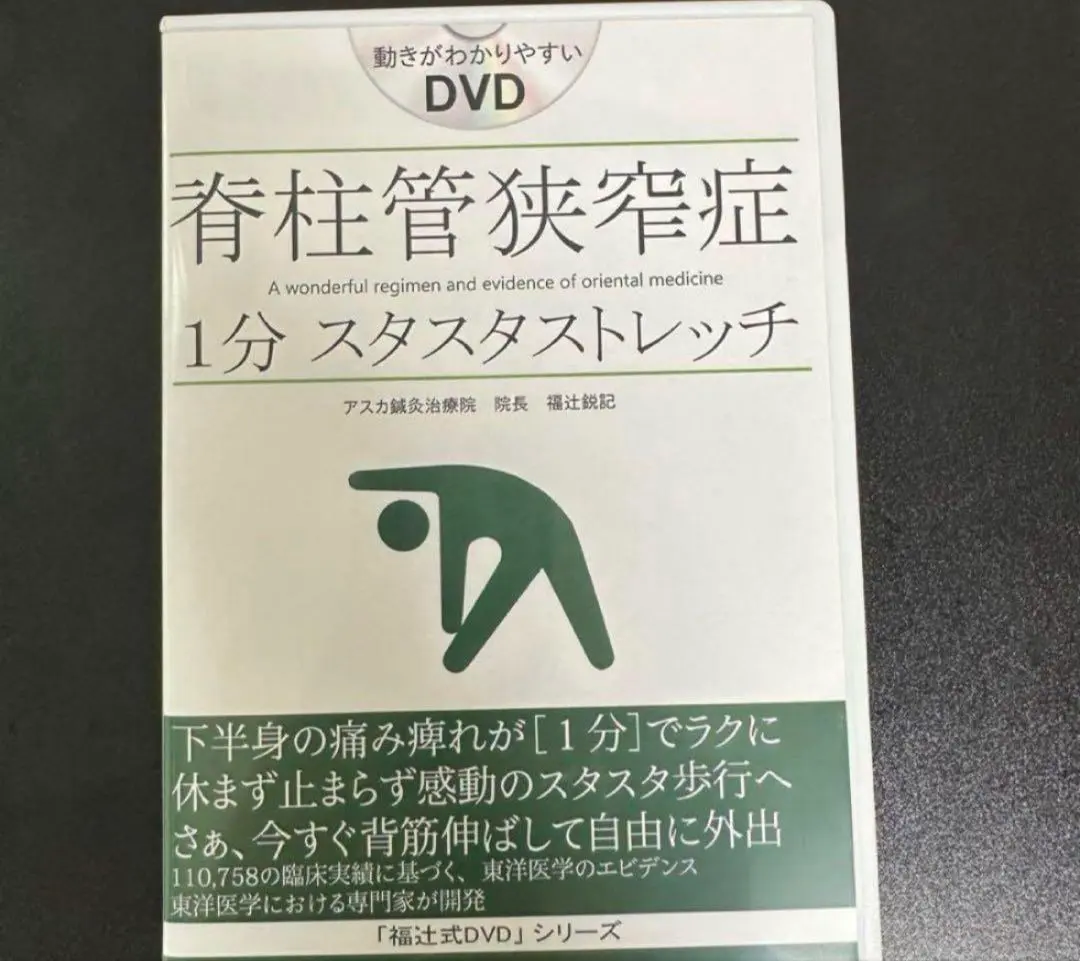 動きがわかりやすい
DVD
脊柱管狭窄症
A wonderful regimen and evidence of oriental medicine
1分 スタスタストレッチ
アスカ鍼灸治療院 院長 福辻鋭記
下半身の痛み痺れが[1分]でラクに
休まず止まらず感動のスタスタ歩行へ
さぁ、今すぐ背筋伸ばして自由に外出
110,758の臨床実績に基づく、東洋医学のエビデンス
東洋医学における専門家が開発
「福辻式DVD」シリーズ